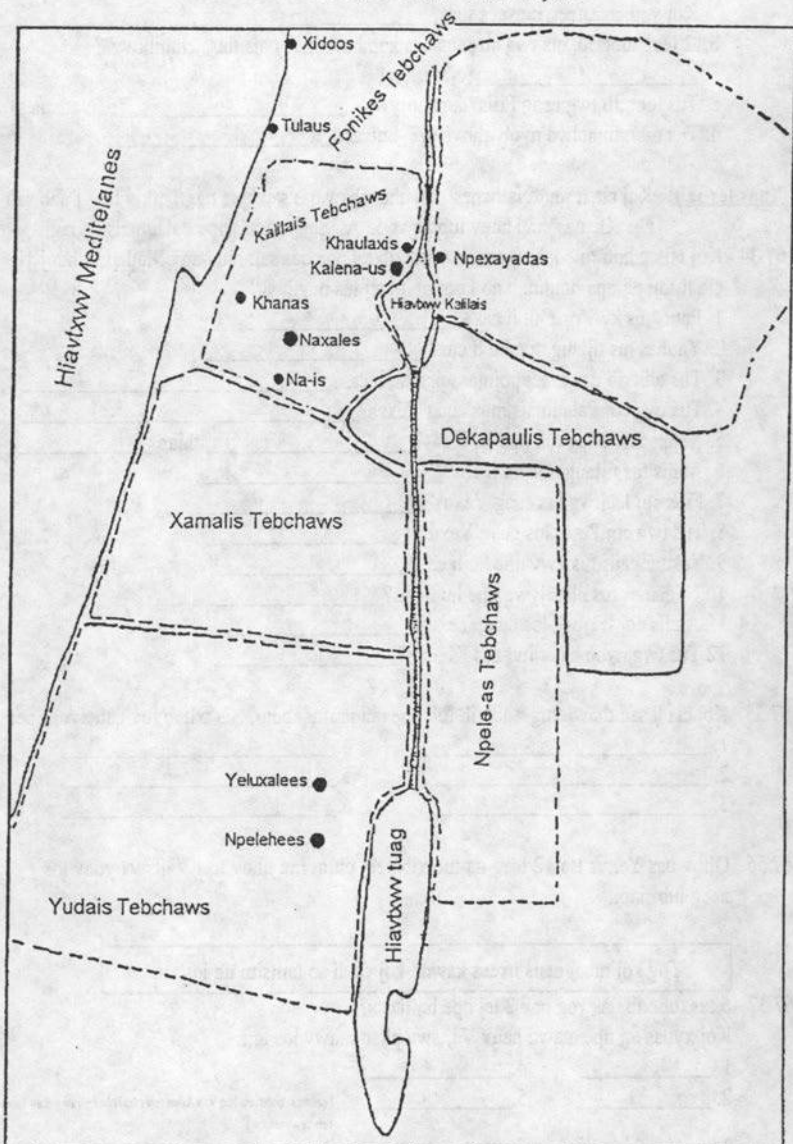 Xidoos
Fonikes Tebchaws
Tulaus
Hiavtxwv Meditelanes
Kalilais Tebchaws
Khaulaxis
Npexayadas
Kalena-us
Khanas
Hiavtxwv Kalilais
Naxales
Na-is
Dekapaulis Tebchaws
Xamalis Tebchaws
Npele-as Tebchaws
Yeluxalees
Npelehees
Hiavtxwv tuag
Yudais Tebchaws